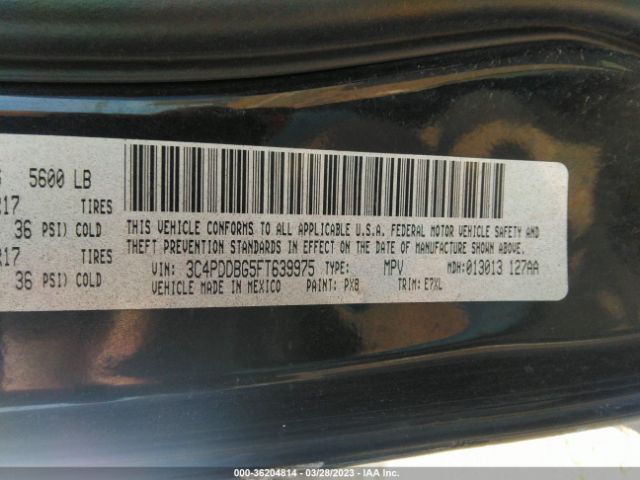 5600 LB
R17 TIRES
36 PSI) COLD
R17 TIRES
36 PSI) COLD
THIS VEHICLE CONFORMS TO ALL APPLICABLE U.S.A. FEDERAL MOTOR VEHICLE SAFETY AND
THEFT PREVENTION STANDARDS IN EFFECT ON THE DATE OF MANUFACTURE SHOWN ABOVE.
VIN: 3C4PDDBG5FT639975 TYPE: MPV MDH:013013 127AA
VEHICLE MADE IN MEXICO PAINT: PX8 TRIM: E7XL
000-36204814 — 03/28/2023 — IAA Inc.